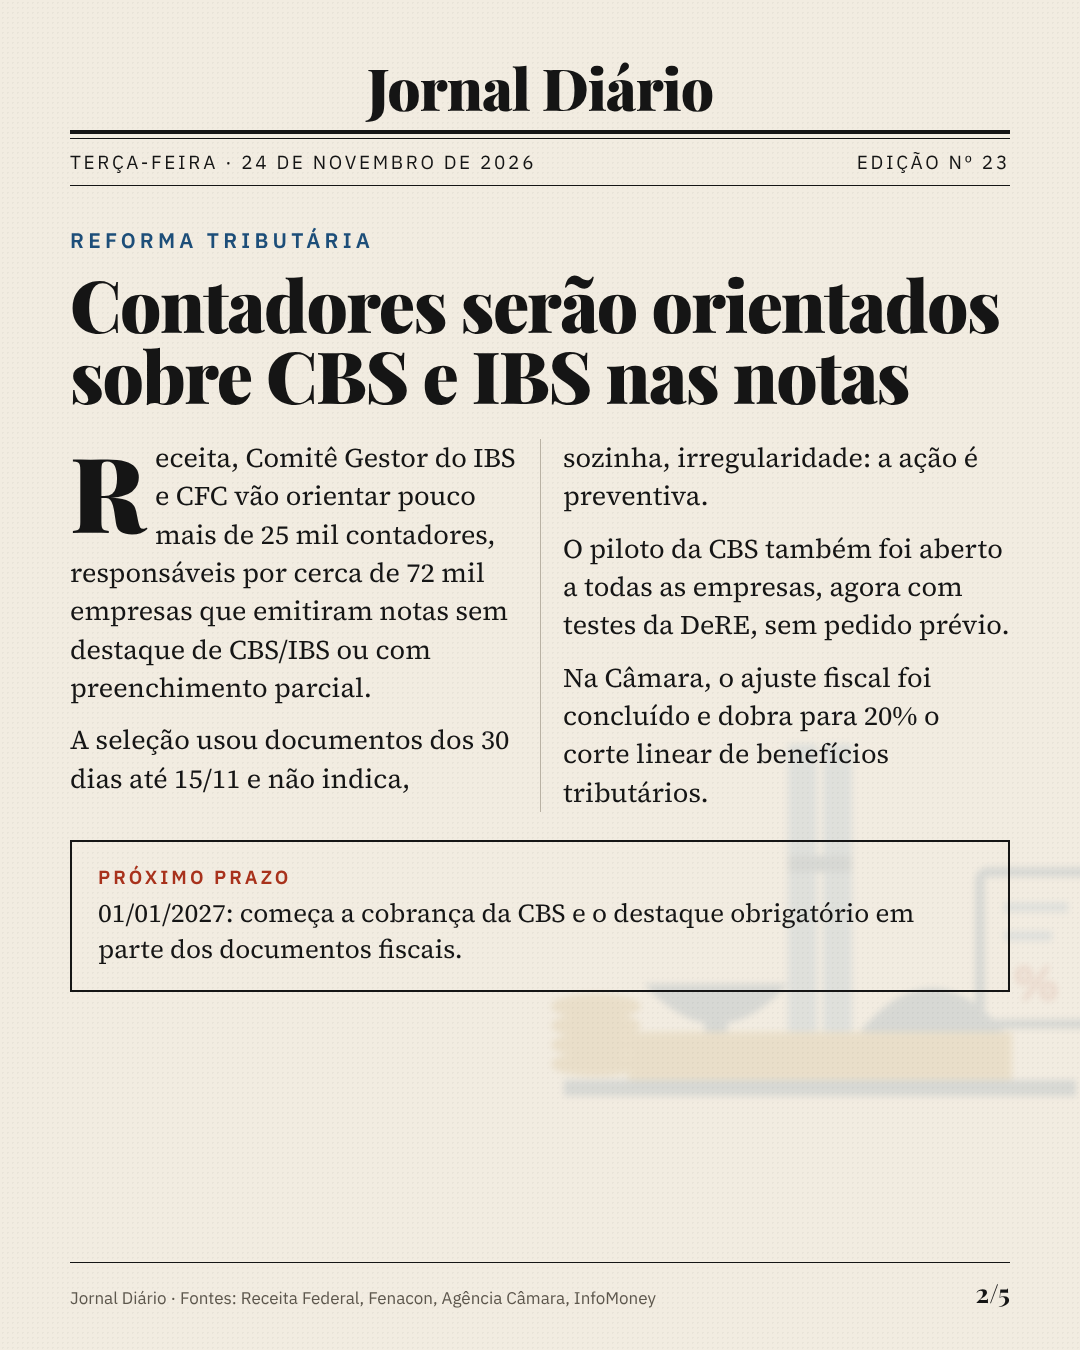 Jornal Diário
TERÇA-FEIRA · 24 DE NOVEMBRO DE 2026
EDIÇÃO Nº 23
REFORMA TRIBUTÁRIA
Contadores serão orientados
sobre CBS e IBS nas notas
Receita, Comitê Gestor do IBS
e CFC vão orientar pouco
mais de 25 mil contadores,
responsáveis por cerca de 72 mil
empresas que emitiram notas sem
destaque de CBS/IBS ou com
preenchimento parcial.
A seleção usou documentos dos 30
dias até 15/11 e não indica,
sozinha, irregularidade: a ação é
preventiva.
O piloto da CBS também foi aberto
a todas as empresas, agora com
testes da DeRE, sem pedido prévio.
Na Câmara, o ajuste fiscal foi
concluído e dobra para 20% o
corte linear de benefícios
tributários.
PRÓXIMO PRAZO
01/01/2027: começa a cobrança da CBS e o destaque obrigatório em
parte dos documentos fiscais.
%
Jornal Diário · Fontes: Receita Federal, Fenacon, Agência Câmara, InfoMoney
2/5